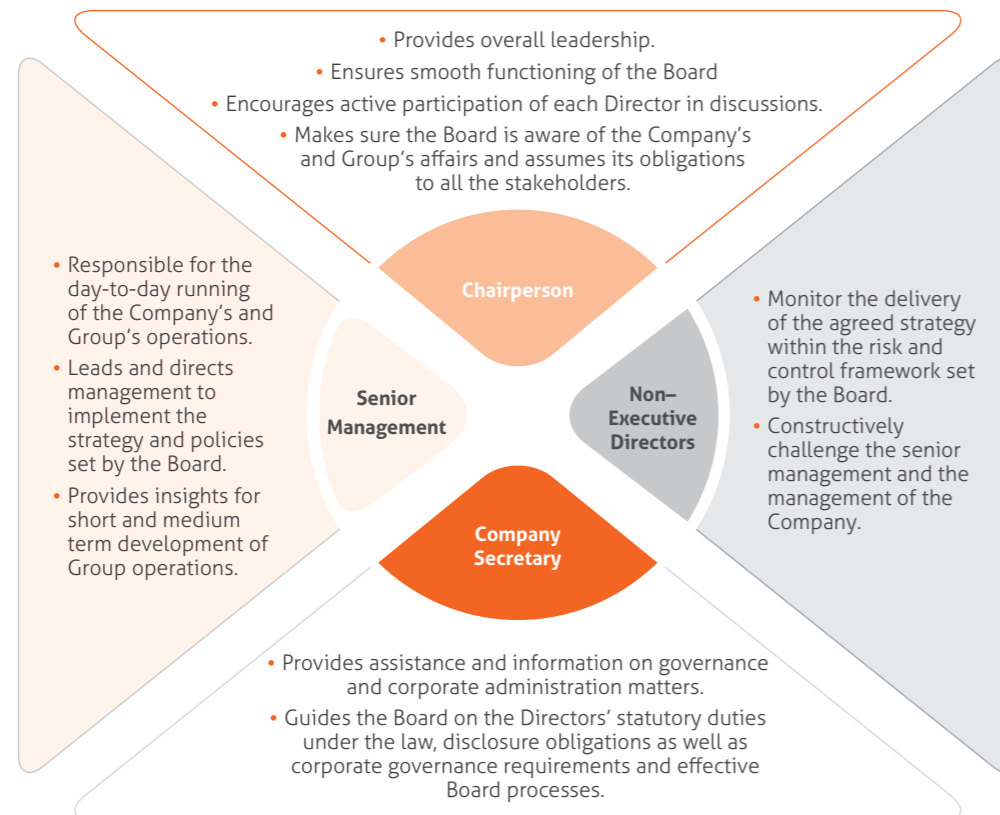 • Provides overall leadership.
• Ensures smooth functioning of the Board
• Encourages active participation of each Director in discussions.
• Makes sure the Board is aware of the Company’s
and Group’s affairs and assumes its obligations
to all the stakeholders.
Chairperson
• Responsible for the
day-to-day running
of the Company’s and
Group’s operations.
• Leads and directs
management to
implement the
strategy and policies
set by the Board.
• Provides insights for
short and medium
term development of
Group operations.
Senior
Management
Non–
Executive
Directors
• Monitor the delivery
of the agreed strategy
within the risk and
control framework set
by the Board.
• Constructively
challenge the senior
management and the
management of the
Company.
Company
Secretary
• Provides assistance and information on governance
and corporate administration matters.
• Guides the Board on the Directors’ statutory duties
under the law, disclosure obligations as well as
corporate governance requirements and effective
Board processes.